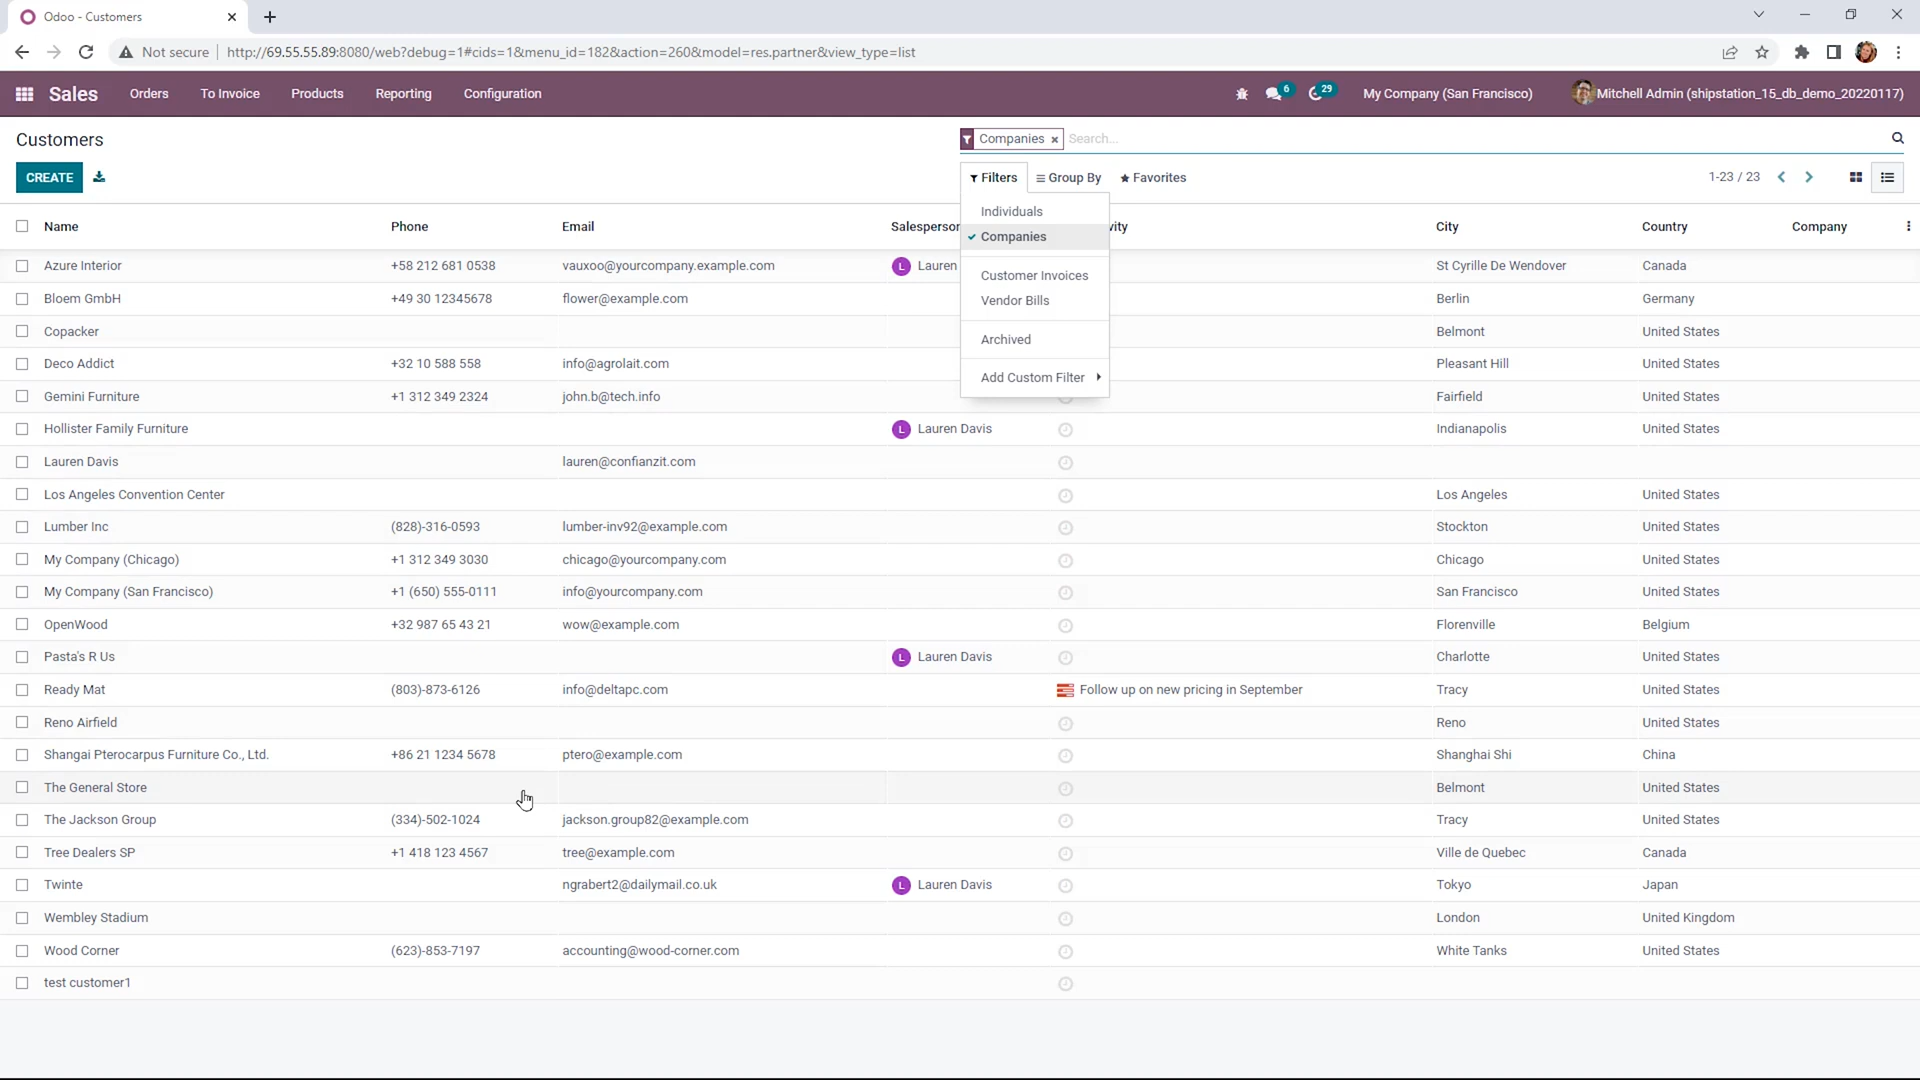 Odoo - Customers
Not secure http://69.55.55.89:8080/web?debug=1#cids=1&menu_id=182&action=260&model=res.partner&view_type=list
Sales Orders To Invoice Products Reporting Configuration 6 29 My Company (San Francisco) Mitchell Admin (shipstation_15_db_demo_20220117)
Customers Companies Search...
CREATE Filters Group By Favorites 1-23 / 23
Individuals
Companies
Customer Invoices
Vendor Bills
Archived
Add Custom Filter
Name Phone Email Salesperson vity City Country Company
Azure Interior +58 212 681 0538 vauxoo@yourcompany.example.com L Lauren St Cyrille De Wendover Canada
Bloem GmbH +49 30 12345678 flower@example.com Berlin Germany
Copacker Belmont United States
Deco Addict +32 10 588 558 info@agrolait.com Pleasant Hill United States
Gemini Furniture +1 312 349 2324 john.b@tech.info Fairfield United States
Hollister Family Furniture L Lauren Davis Indianapolis United States
Lauren Davis lauren@confianzit.com
Los Angeles Convention Center Los Angeles United States
Lumber Inc (828)-316-0593 lumber-inv92@example.com Stockton United States
My Company (Chicago) +1 312 349 3030 chicago@yourcompany.com Chicago United States
My Company (San Francisco) +1 (650) 555-0111 info@yourcompany.com San Francisco United States
OpenWood +32 987 65 43 21 wow@example.com Florenville Belgium
Pasta's R Us L Lauren Davis Charlotte United States
Ready Mat (803)-873-6126 info@deltapc.com Follow up on new pricing in September Tracy United States
Reno Airfield Reno United States
Shangai Pterocarpus Furniture Co., Ltd. +86 21 1234 5678 ptero@example.com Shanghai Shi China
The General Store Belmont United States
The Jackson Group (334)-502-1024 jackson.group82@example.com Tracy United States
Tree Dealers SP +1 418 123 4567 tree@example.com Ville de Quebec Canada
Twinte ngrabert2@dailymail.co.uk L Lauren Davis Tokyo Japan
Wembley Stadium London United Kingdom
Wood Corner (623)-853-7197 accounting@wood-corner.com White Tanks United States
test customer1